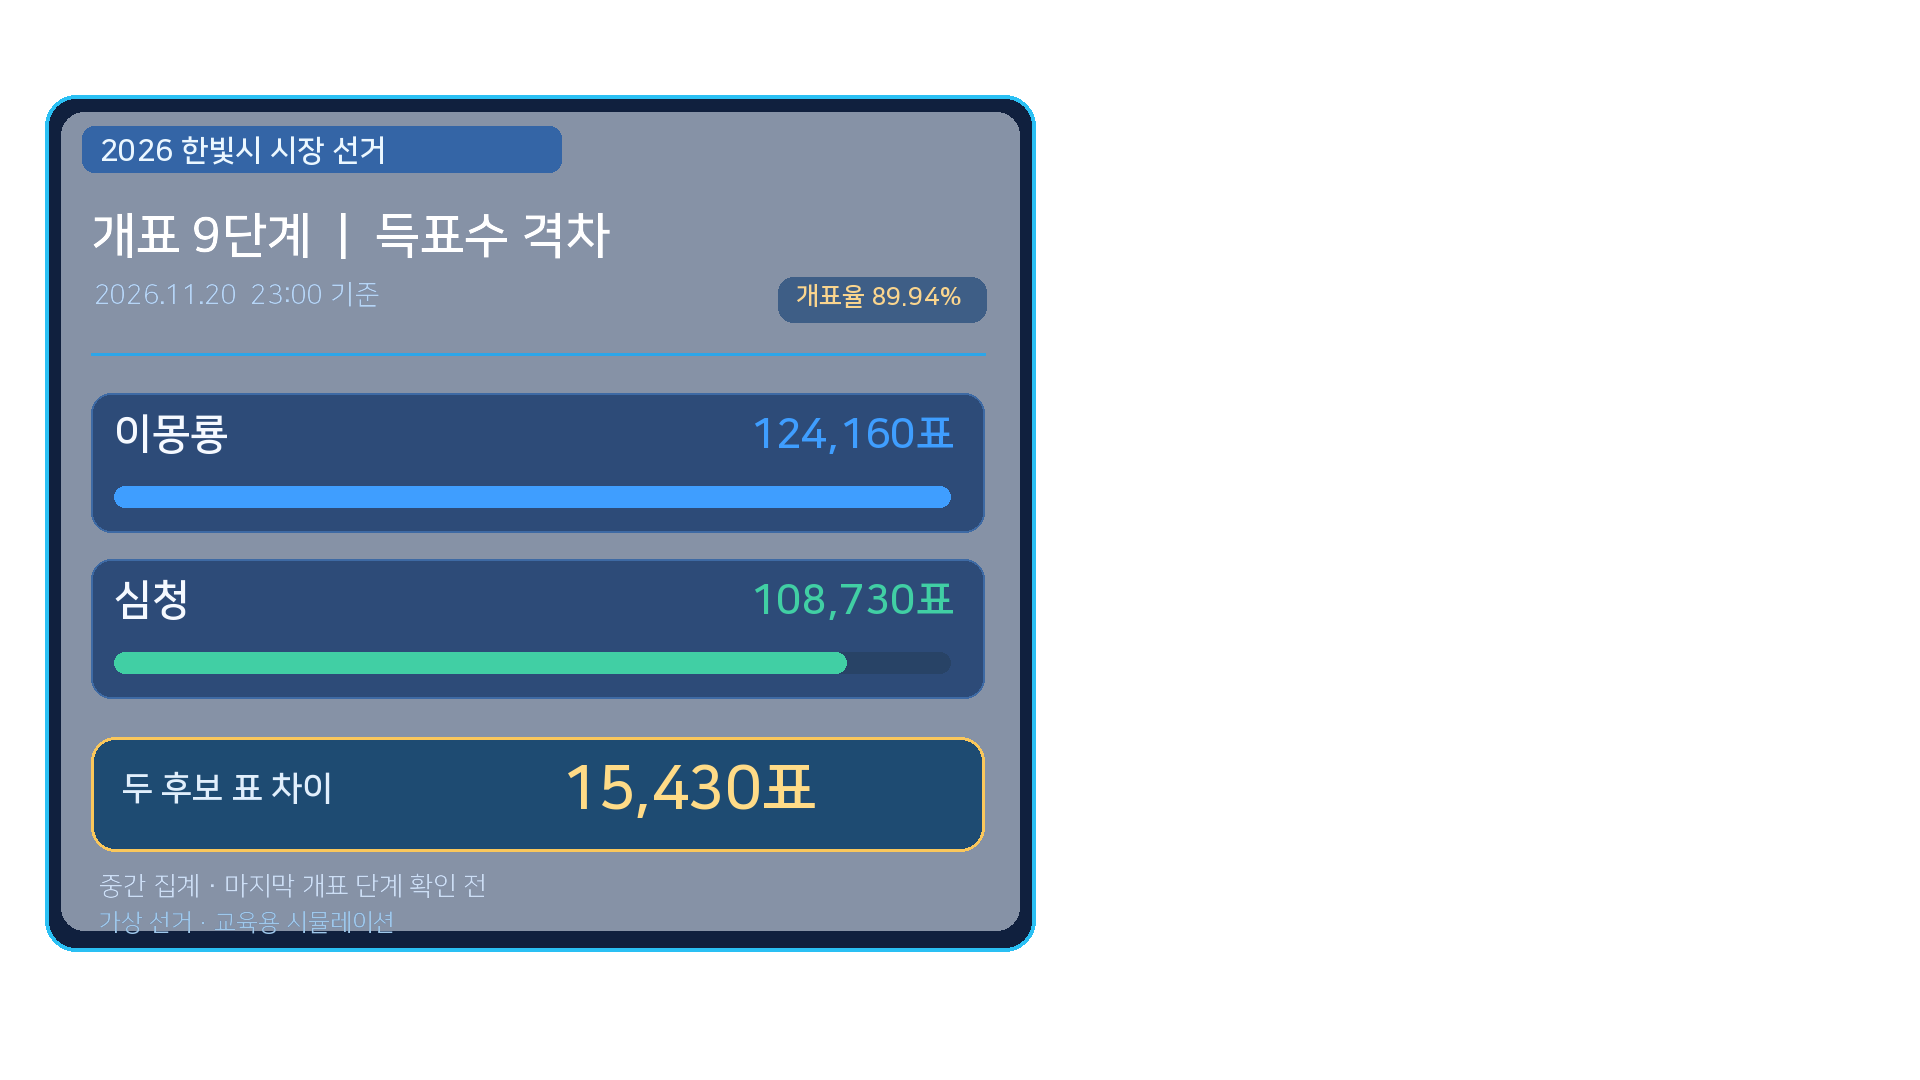 2026 한빛시 시장 선거
개표 9단계 | 득표수 격차
2026.11.20 23:00 기준
개표율 89.94%
이몽룡 124,160표
심청 108,730표
두 후보 표 차이 15,430표
중간 집계 · 마지막 개표 단계 확인 전
가상 선거 · 교육용 시뮬레이션